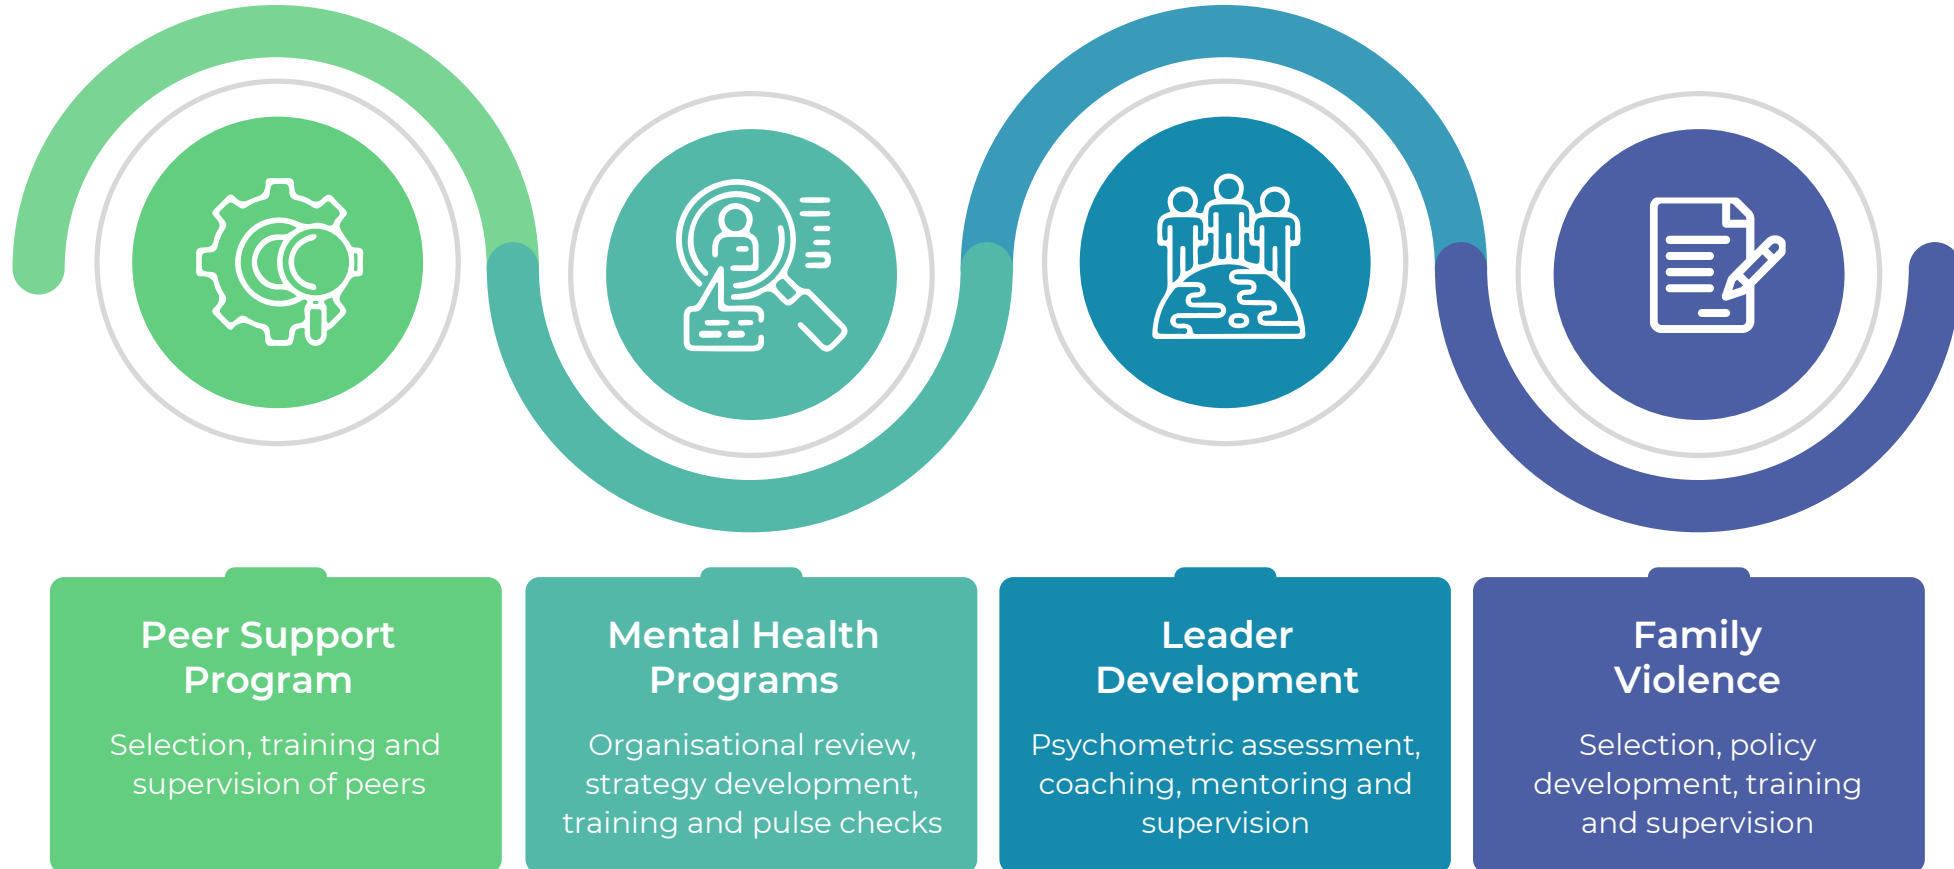 Peer Support
Program
Selection, training and
supervision of peers
Mental Health
Programs
Organisational review,
strategy development,
training and pulse checks
Leader
Development
Psychometric assessment,
coaching, mentoring and
supervision
Family
Violence
Selection, policy
development, training
and supervision